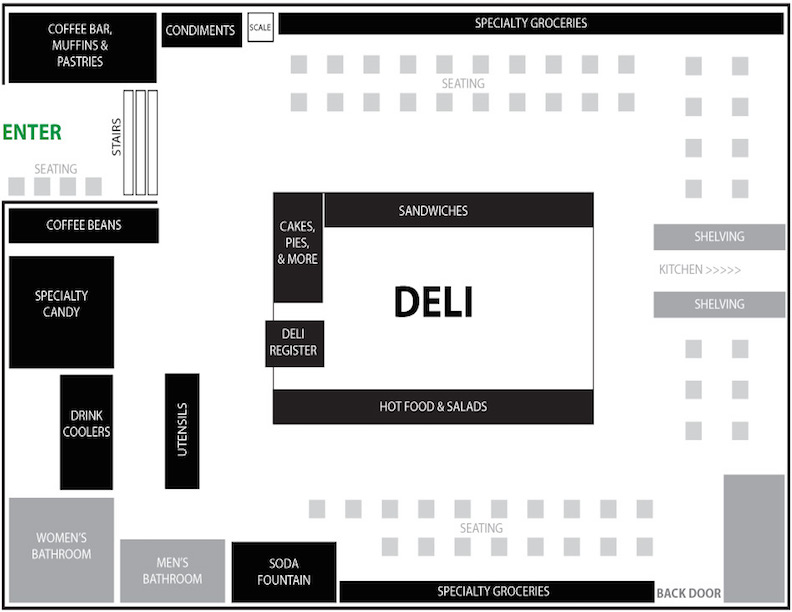 COFFEE BAR,
MUFFINS &
PASTRIES
CONDIMENTS
SCALE
SPECIALTY GROCERIES
SEATING
ENTER
STAIRS
SEATING
COFFEE BEANS
CAKES,
PIES,
& MORE
SANDWICHES
SHELVING
KITCHEN >>>>>
SHELVING
SPECIALTY
CANDY
DELI
DELI
REGISTER
HOT FOOD & SALADS
DRINK
COOLERS
UTENSILS
SEATING
WOMEN'S
BATHROOM
MEN'S
BATHROOM
SODA
FOUNTAIN
SPECIALTY GROCERIES
BACK DOOR